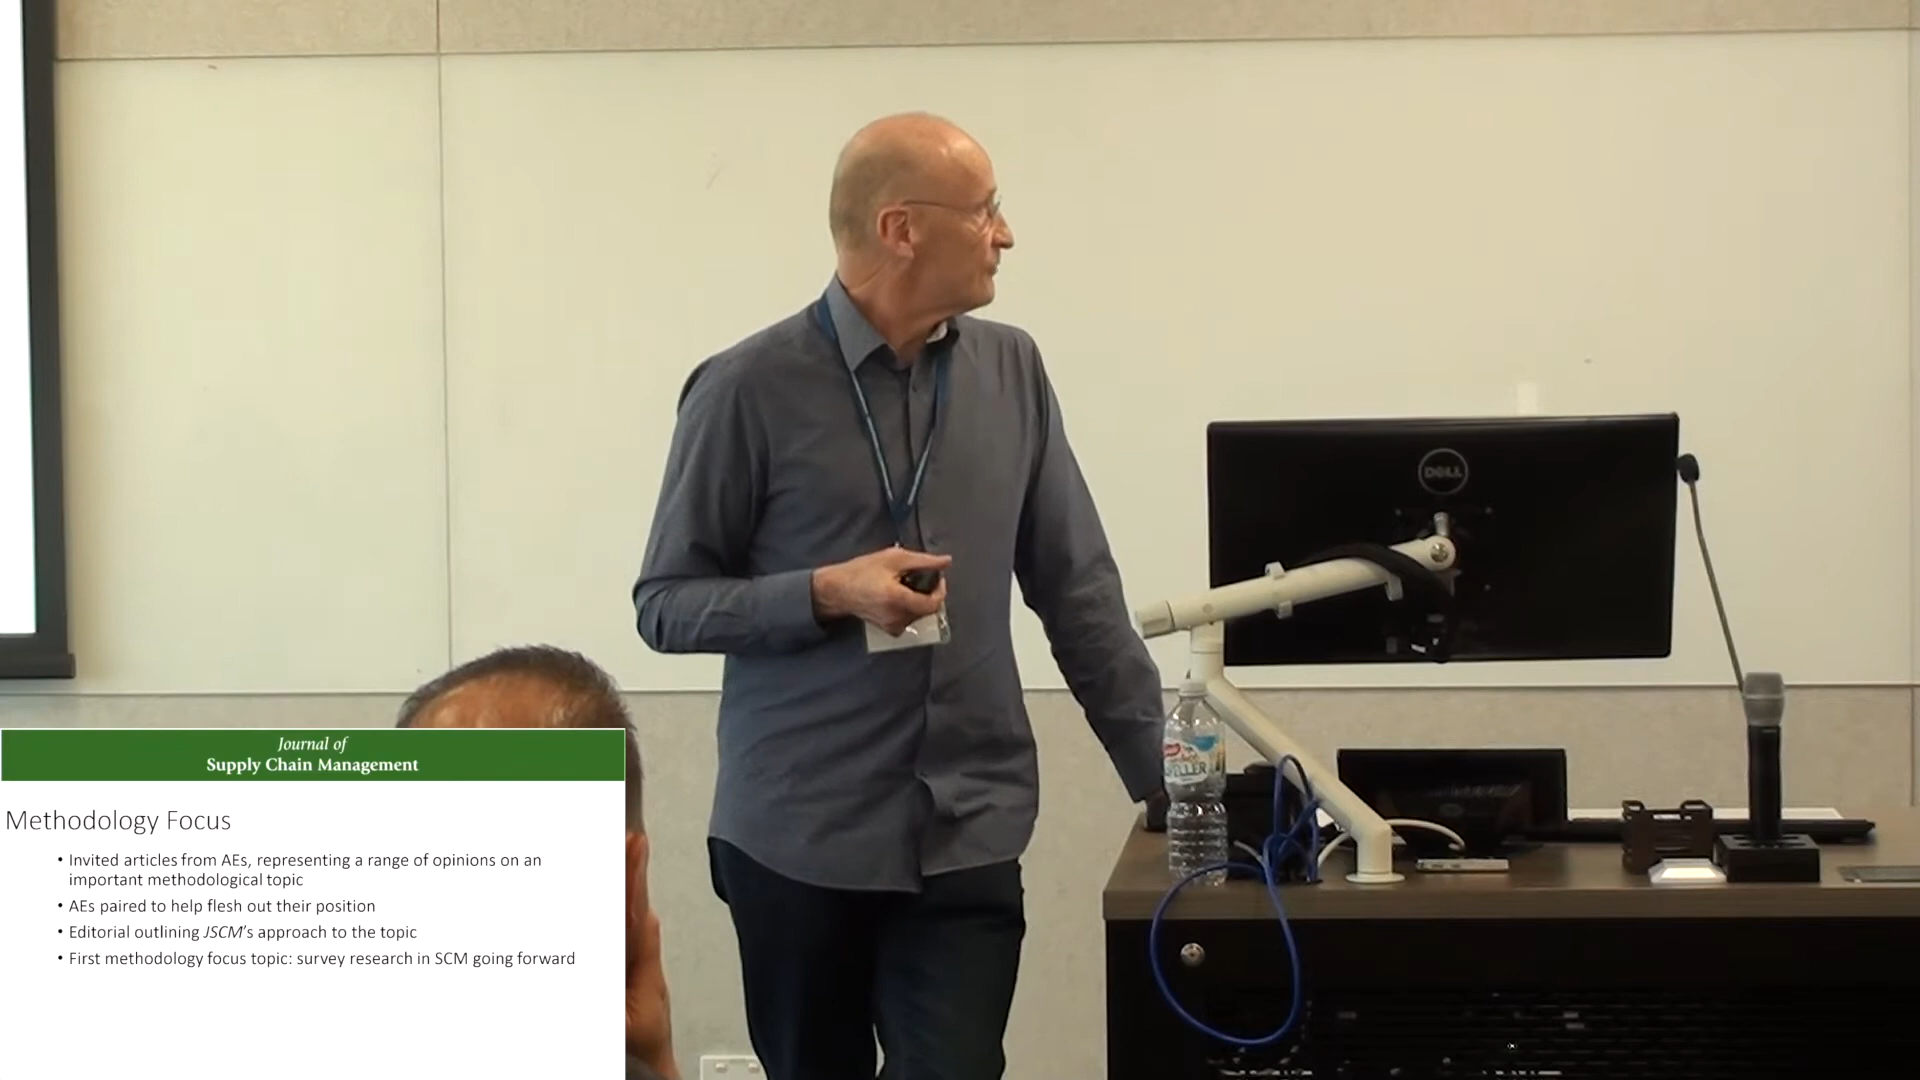 DELL
Journal of
Supply Chain Management
Methodology Focus
• Invited articles from AEs, representing a range of opinions on an
important methodological topic
• AEs paired to help flesh out their position
• Editorial outlining JSCM's approach to the topic
• First methodology focus topic: survey research in SCM going forward